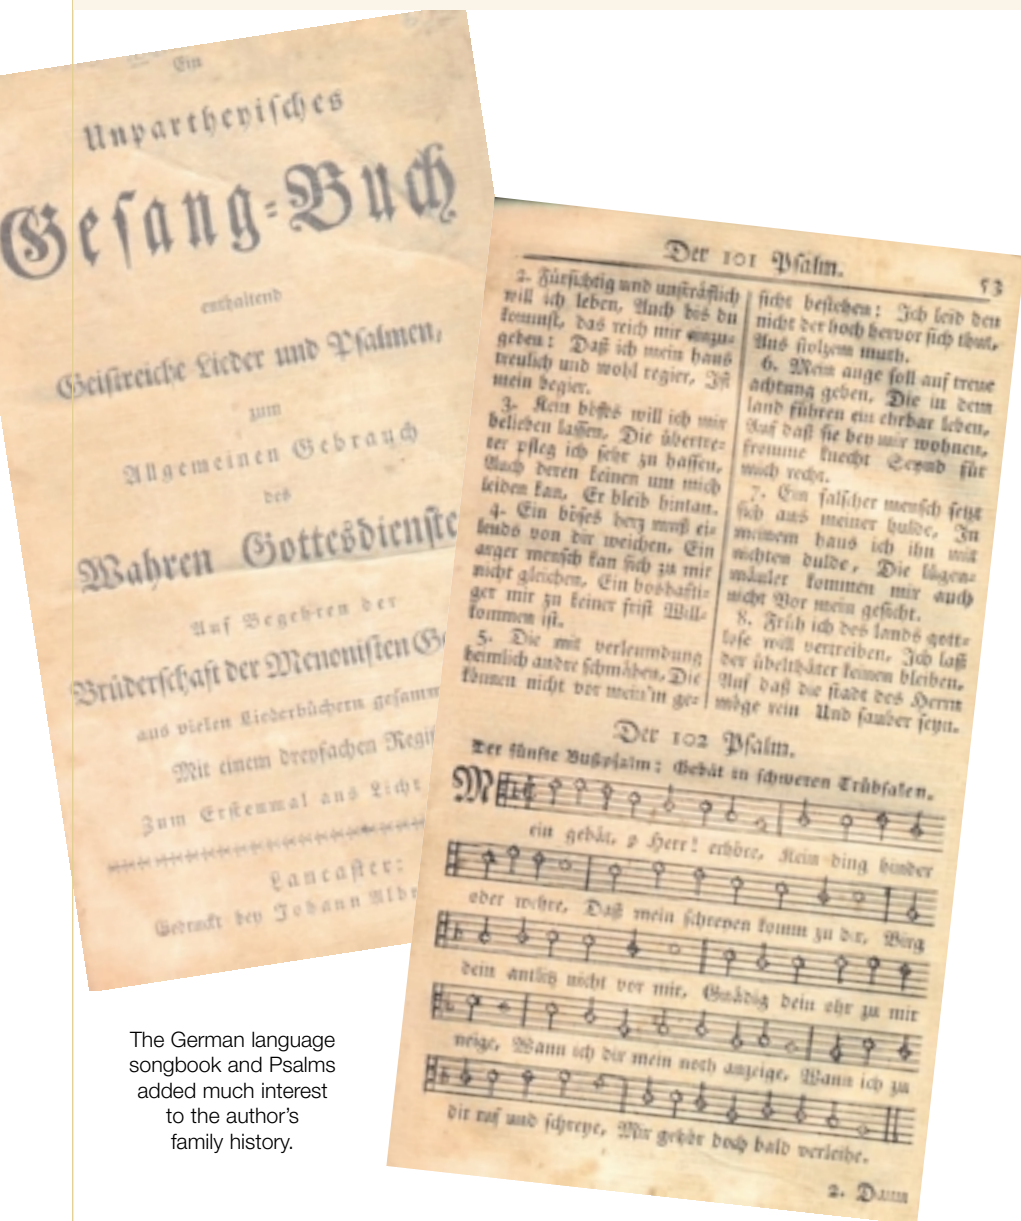 Ein
Unpartheyisches
Gesang-Buch
enthaltend
Geistreiche Lieder und Psalmen,
zum
Allgemeinen Gebrauch
des
Wahren Gottesdienste
Auf Begehren der
Brüderschaft der Menonisten Ge
aus vielen Liederbüchern gesamm
Mit einem dreyfachen Regi
Zum Erstenmal ans Licht
Lancaster:
Gedruckt bey Johann Albr
Der 101 Psalm.
53
2. Fürsichtig und unsträflich
will ich leben, Auch bis du
kommst, das reich mir einzu-
geben: Daß ich mein haus
treulich und wohl regier, Ist
mein begier.
3. Kein böses will ich mir
belieben lassen, Die übertre-
ter pfleg ich sehr zu hassen,
Auch deren keinen um mich
leiden kan, Er bleib hintan.
4. Ein böses herz muß ei-
lends von dir weichen, Ein
arger mensch kan sich zu mir
nicht gleichen, Ein boshafti-
ger mir zu keiner frist Will-
kommen ist.
5. Die mit verleumdung
heimlich andre schmähen, Die
können nicht vor mein'm ge-
sicht bestehen: Ich leid den
nicht der hoch hervor sich thut,
Aus stolzem muth.
6. Mein auge soll auf treue
achtung geben, Die in dem
land führen ein ehrbar leben,
Auf daß sie bey mir wohnen,
fromme knecht Seynd für
mich recht.
7. Ein falscher mensch setzt
sich aus meiner hulde, In
meinem haus ich ihn mit
nichten dulde, Die lügen-
mäuler kommen mir auch
nicht Vor mein gesicht.
8. Früh ich des lands gott-
lose will vertreiben, Ich laß
der übelthäter keinen bleiben,
Auf daß die stadt des Herrn
möge rein Und sauber seyn.
Der 102 Psalm.
Der fünfte Bußpsalm; Gebät in schweren Trübsalen.
Mein gebät, o Herr! erhöre, Kein ding hinder
oder wehre, Daß mein schreyen komm zu dir, Birg
dein antlitz nicht vor mir, Gnädig dein ohr zu mir
neige, Wann ich dir mein noth anzeige, Wann ich zu
dir ruf und schreye, Mir gehör doch bald verleihe.
2. Dann
The German language
songbook and Psalms
added much interest
to the author's
family history.